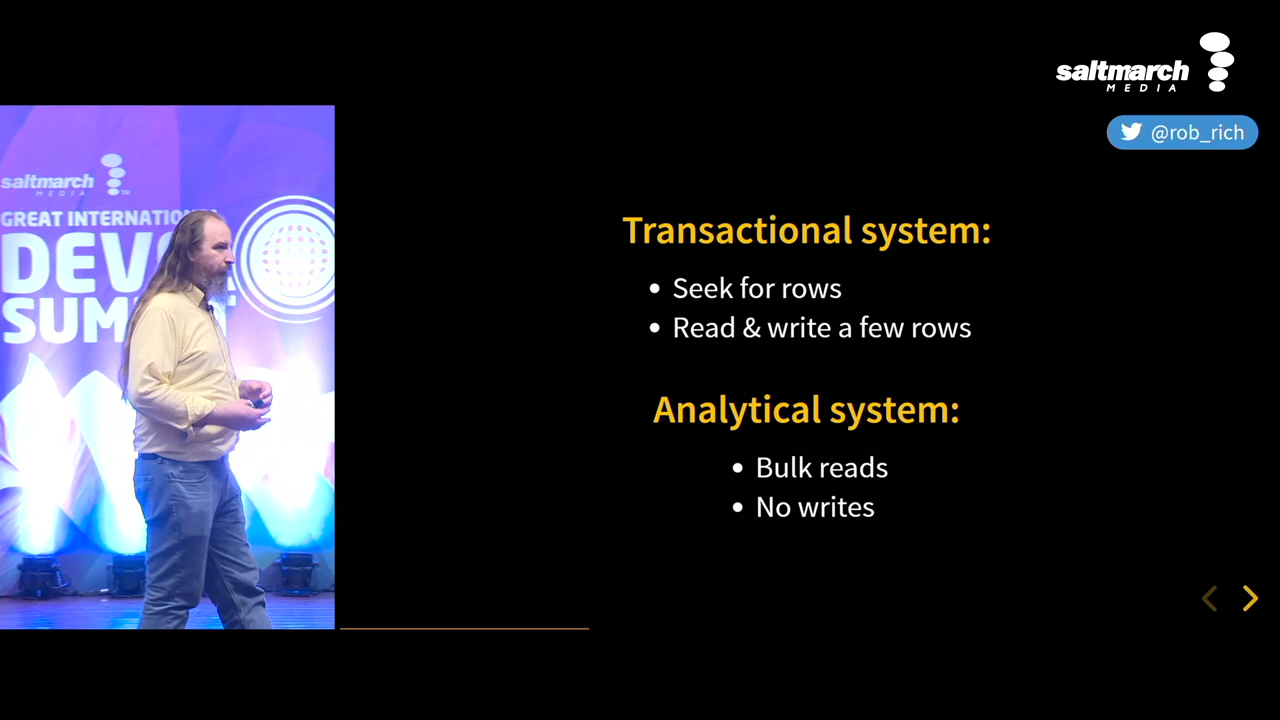 saltmarch
MEDIA
@rob_rich
saltmarch
MEDIA
GREAT INTERNATIONA
DEV
SUM
Transactional system:
• Seek for rows
• Read & write a few rows
Analytical system:
• Bulk reads
• No writes